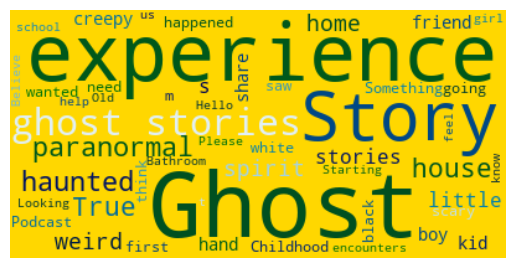 school
creepy
us
happened
home
friend
girl
experience
Believe
wanted
need
s
share
saw
Something
going
help
Old
m
Hello
ghost stories
Story
feel
paranormal
Please
white
Bathroom
stories
know
think
spirit
Starting
house
haunted
Ghost
little
Looking
True
t
black
scary
Podcast
weird
first
hand
Childhood
encounters
boy
kid